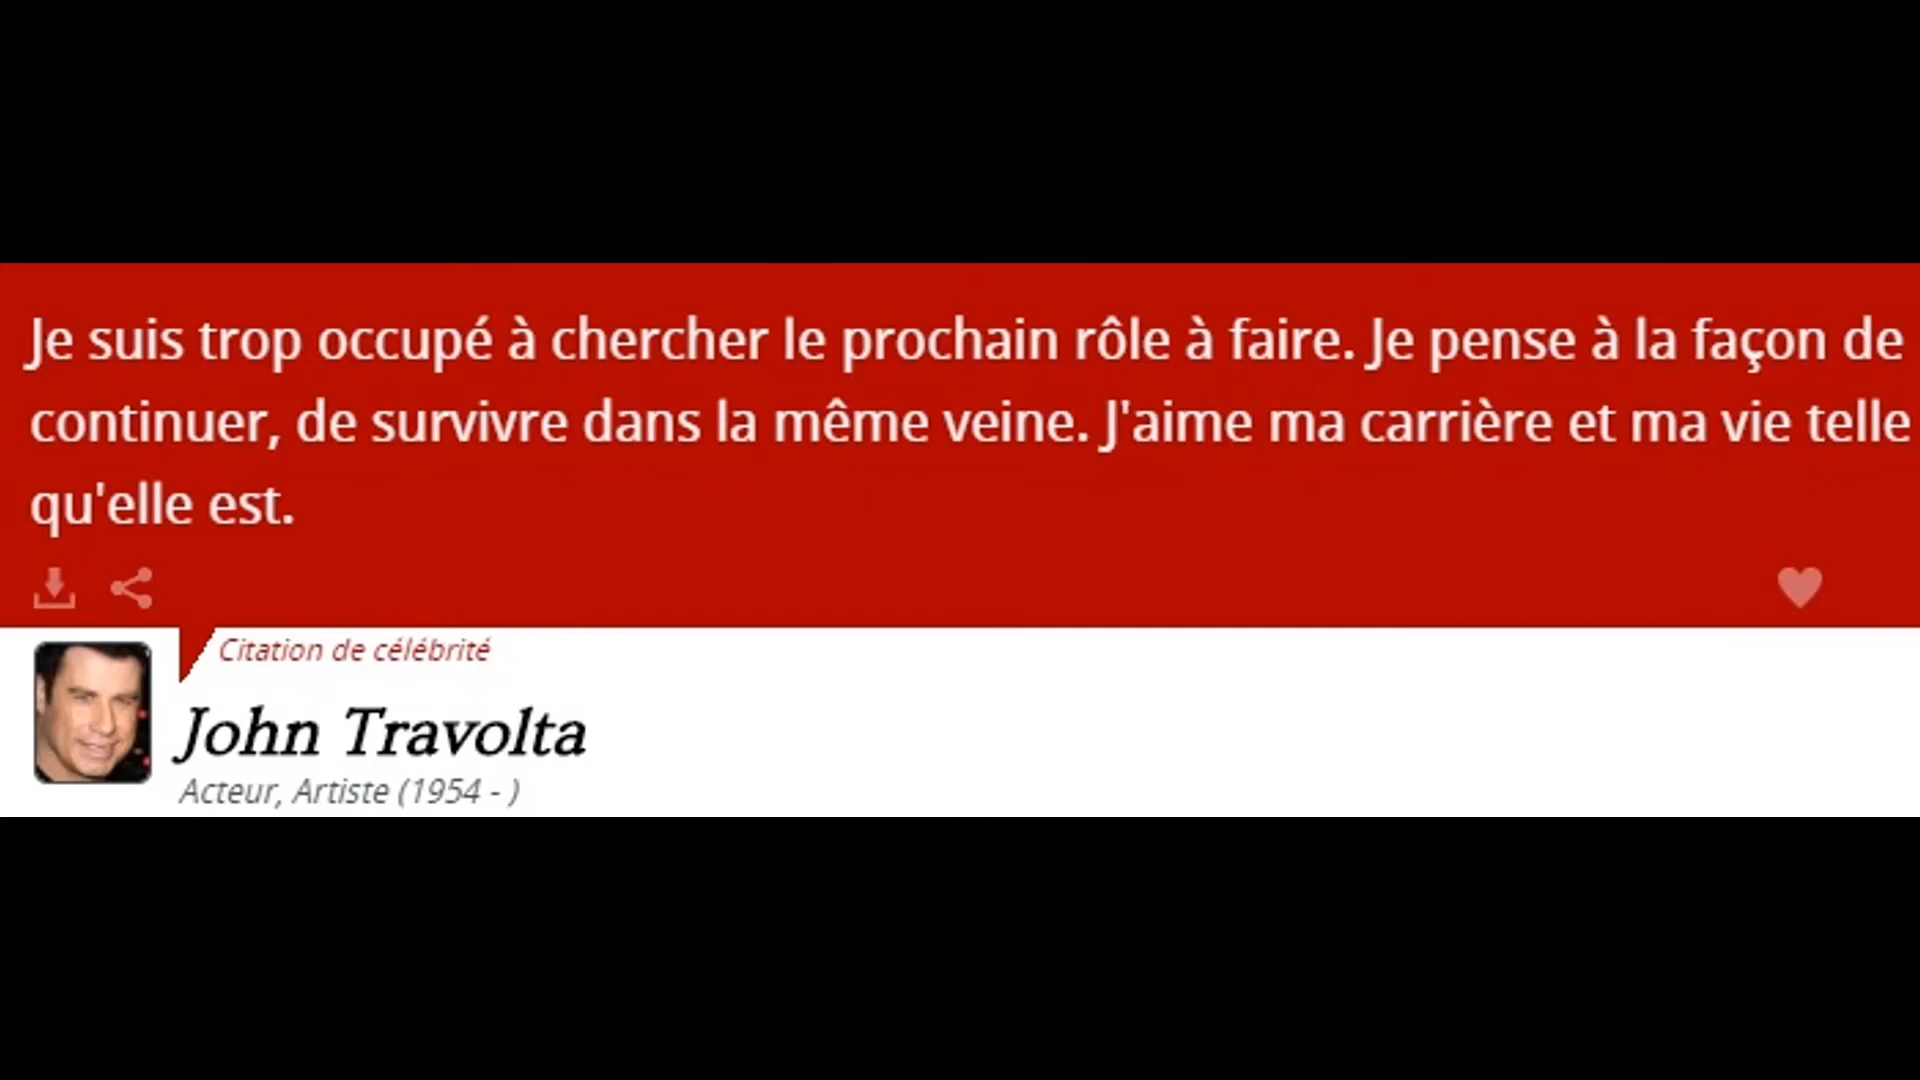 Je suis trop occupé à chercher le prochain rôle à faire. Je pense à la façon de
continuer, de survivre dans la même veine. J'aime ma carrière et ma vie telle
qu'elle est.
Citation de célébrité
John Travolta
Acteur, Artiste (1954 - )